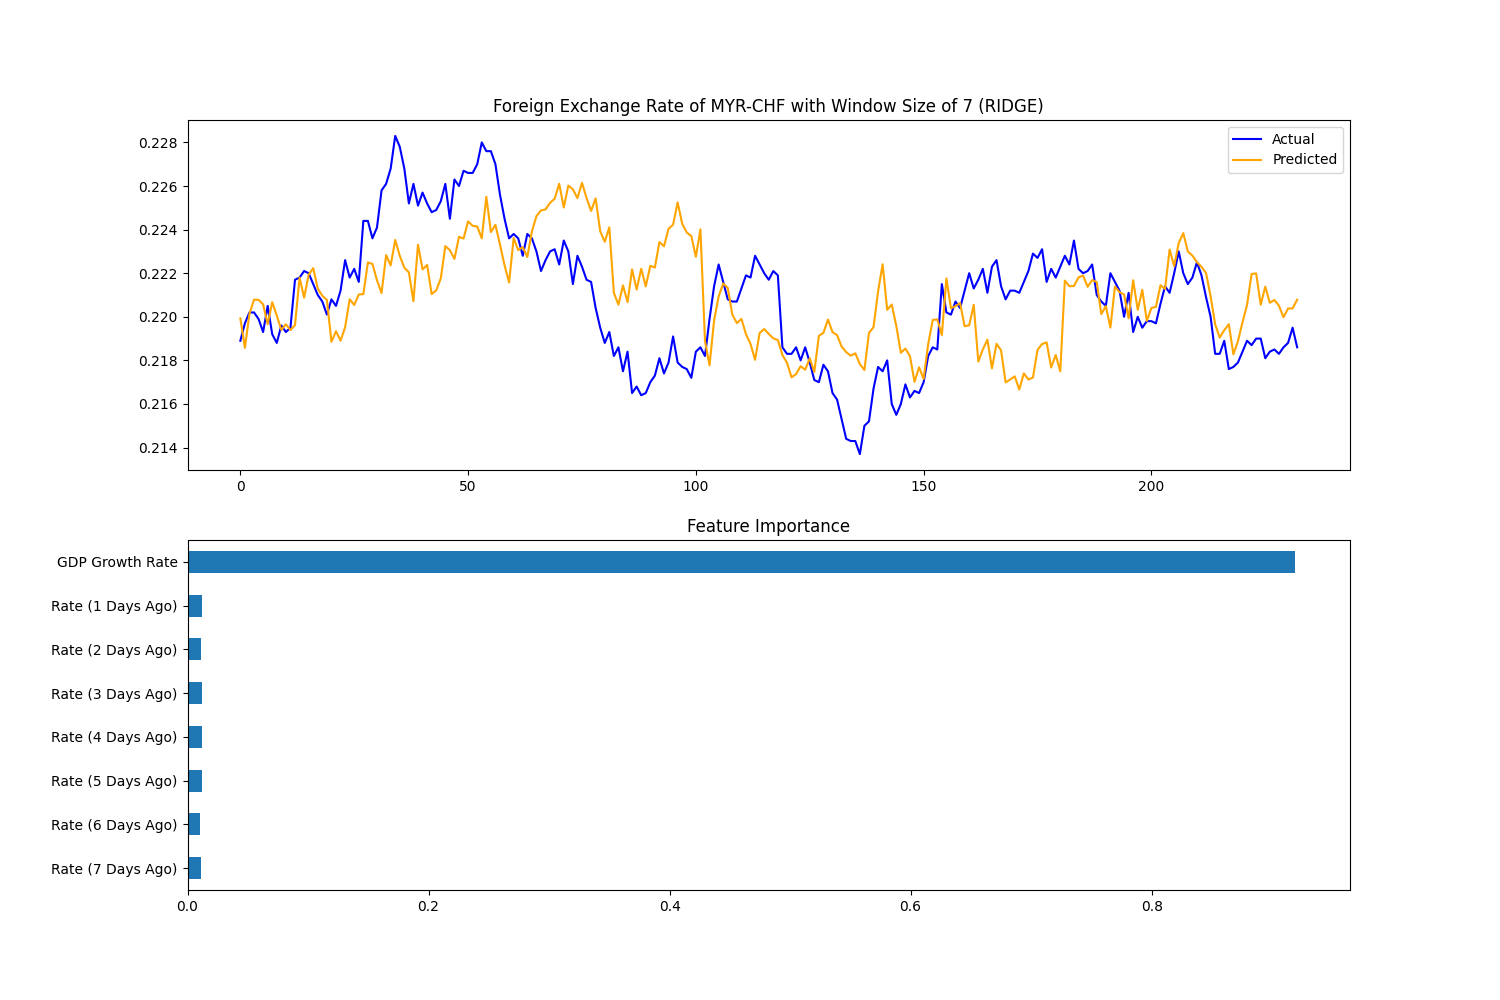 Foreign Exchange Rate of MYR-CHF with Window Size of 7 (RIDGE)
Actual
Predicted
0.228
0.226
0.224
0.222
0.220
0.218
0.216
0.214
0 50 100 150 200
Feature Importance
GDP Growth Rate
Rate (1 Days Ago)
Rate (2 Days Ago)
Rate (3 Days Ago)
Rate (4 Days Ago)
Rate (5 Days Ago)
Rate (6 Days Ago)
Rate (7 Days Ago)
0.0 0.2 0.4 0.6 0.8